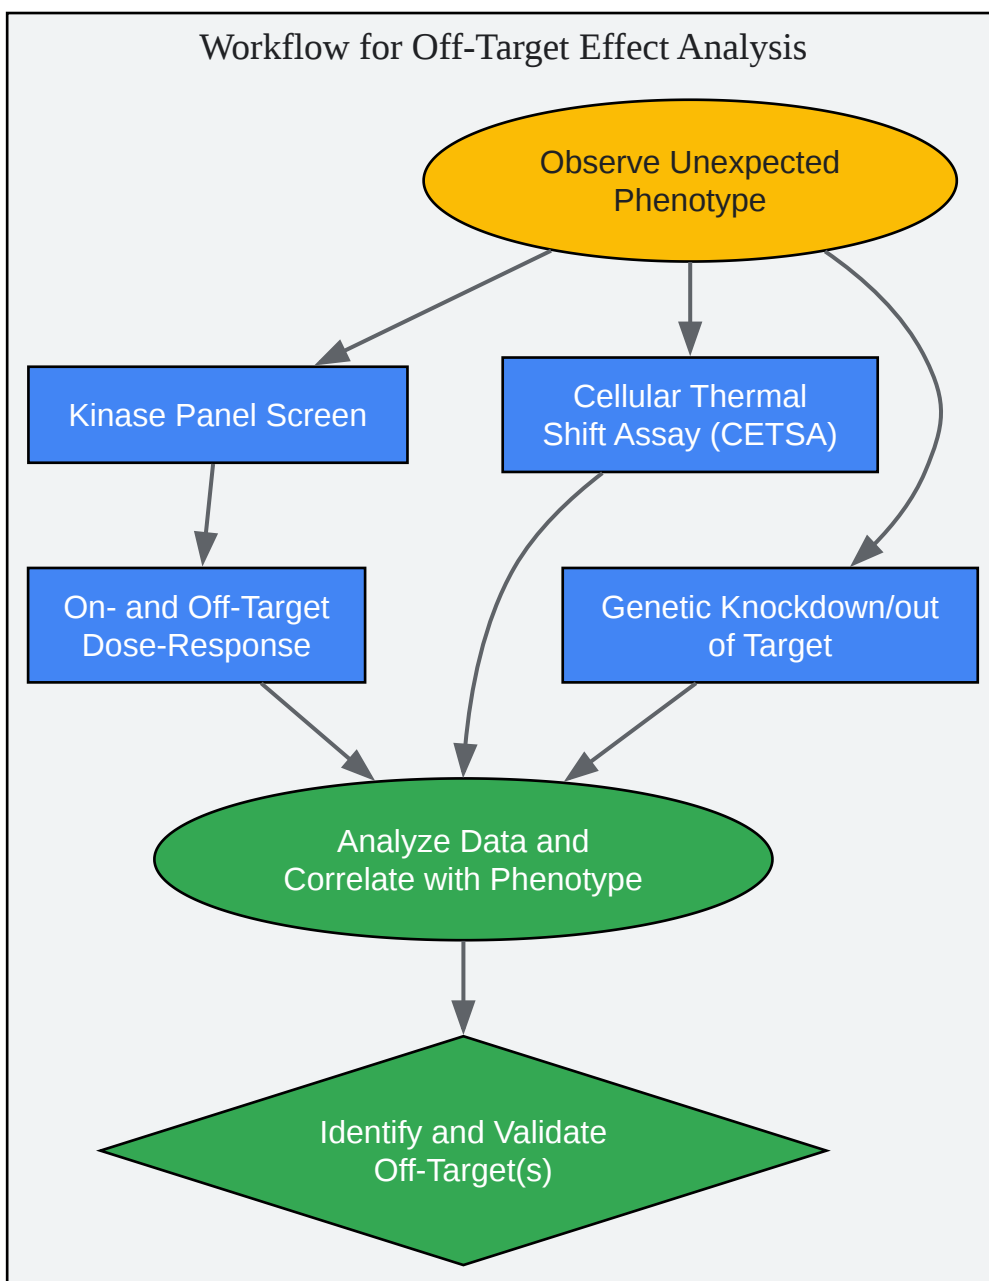 Workflow for Off-Target Effect Analysis
Observe Unexpected
Phenotype
Kinase Panel Screen
Cellular Thermal
Shift Assay (CETSA)
On- and Off-Target
Dose-Response
Genetic Knockdown/out
of Target
Analyze Data and
Correlate with Phenotype
Identify and Validate
Off-Target(s)